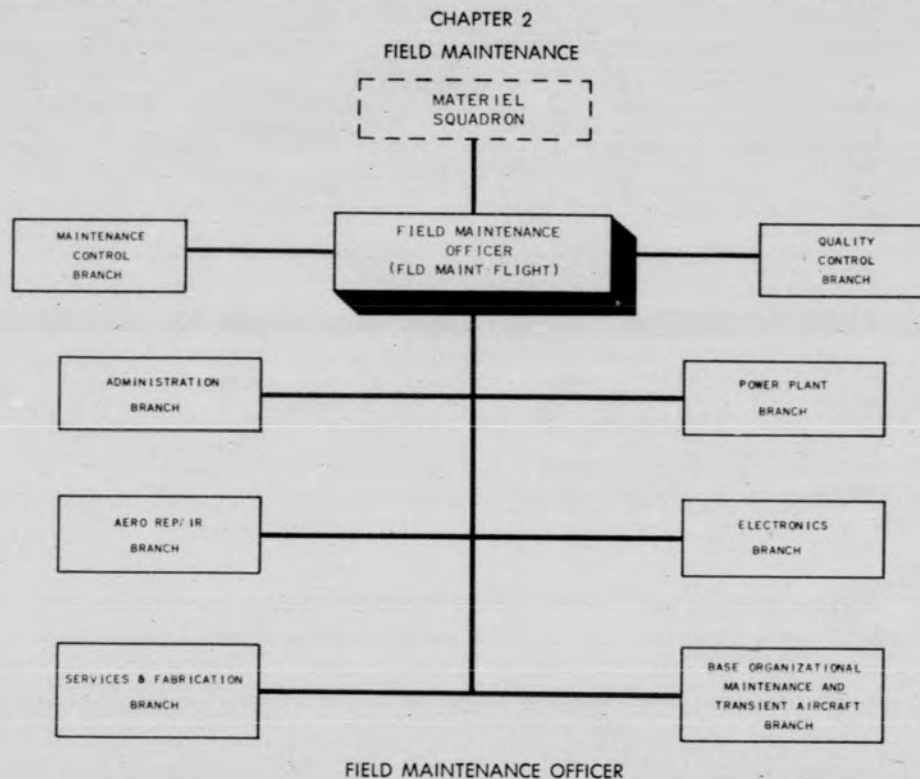 CHAPTER 2
FIELD MAINTENANCE
MATERIEL
SQUADRON
MAINTENANCE
CONTROL
BRANCH
FIELD MAINTENANCE
OFFICER
(FLD MAINT FLIGHT)
QUALITY
CONTROL
BRANCH
ADMINISTRATION
BRANCH
POWER PLANT
BRANCH
AERO REP/IR
BRANCH
ELECTRONICS
BRANCH
SERVICES & FABRICATION
BRANCH
BASE ORGANIZATIONAL
MAINTENANCE AND
TRANSIENT AIRCRAFT
BRANCH
FIELD MAINTENANCE OFFICER